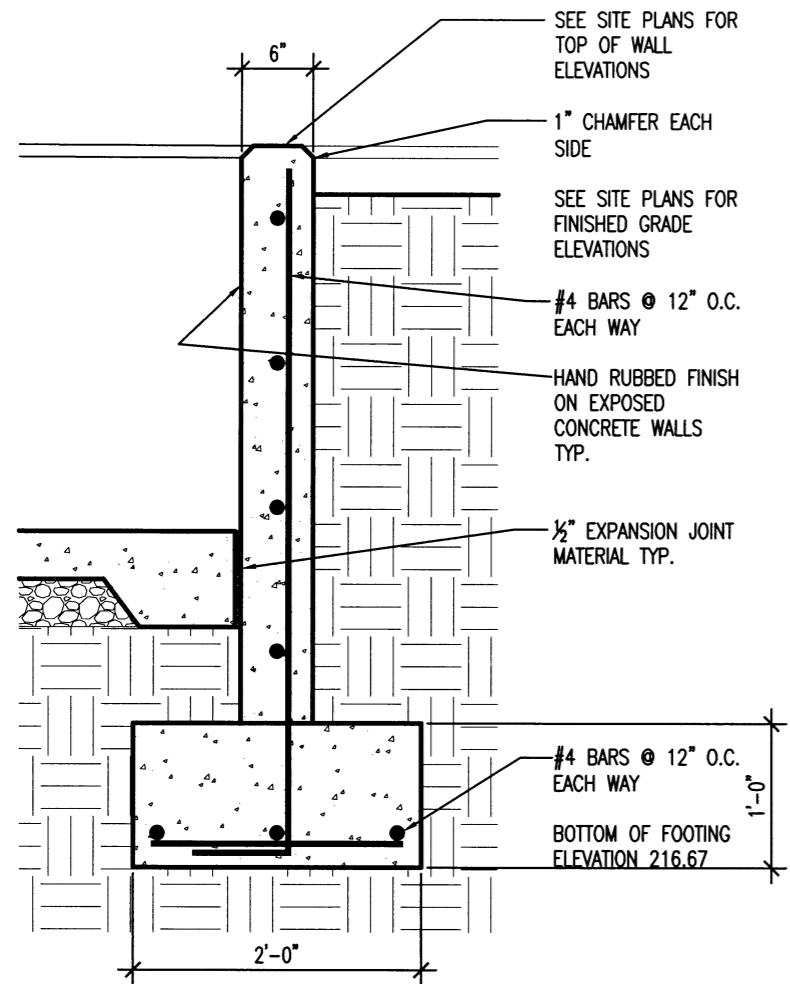 6"
SEE SITE PLANS FOR
TOP OF WALL
ELEVATIONS
1" CHAMFER EACH
SIDE
SEE SITE PLANS FOR
FINISHED GRADE
ELEVATIONS
#4 BARS @ 12" O.C.
EACH WAY
HAND RUBBED FINISH
ON EXPOSED
CONCRETE WALLS
TYP.
½" EXPANSION JOINT
MATERIAL TYP.
#4 BARS @ 12" O.C.
EACH WAY
BOTTOM OF FOOTING
ELEVATION 216.67
1'-0"
2'-0"